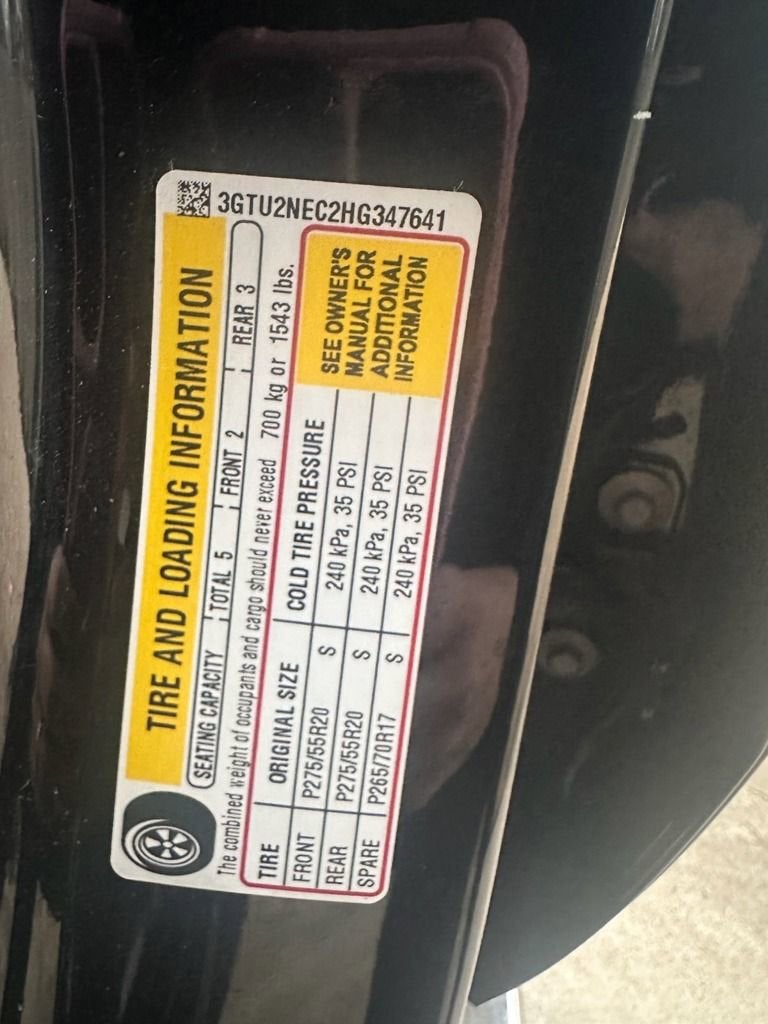 3GTU2NEC2HG347641
TIRE AND LOADING INFORMATION
SEATING CAPACITY TOTAL 5 FRONT 2 REAR 3
The combined weight of occupants and cargo should never exceed 700 kg or 1543 lbs.
TIRE ORIGINAL SIZE COLD TIRE PRESSURE
FRONT P275/55R20 S 240 kPa, 35 PSI
REAR P275/55R20 S 240 kPa, 35 PSI
SPARE P265/70R17 S 240 kPa, 35 PSI
SEE OWNER'S
MANUAL FOR
ADDITIONAL
INFORMATION